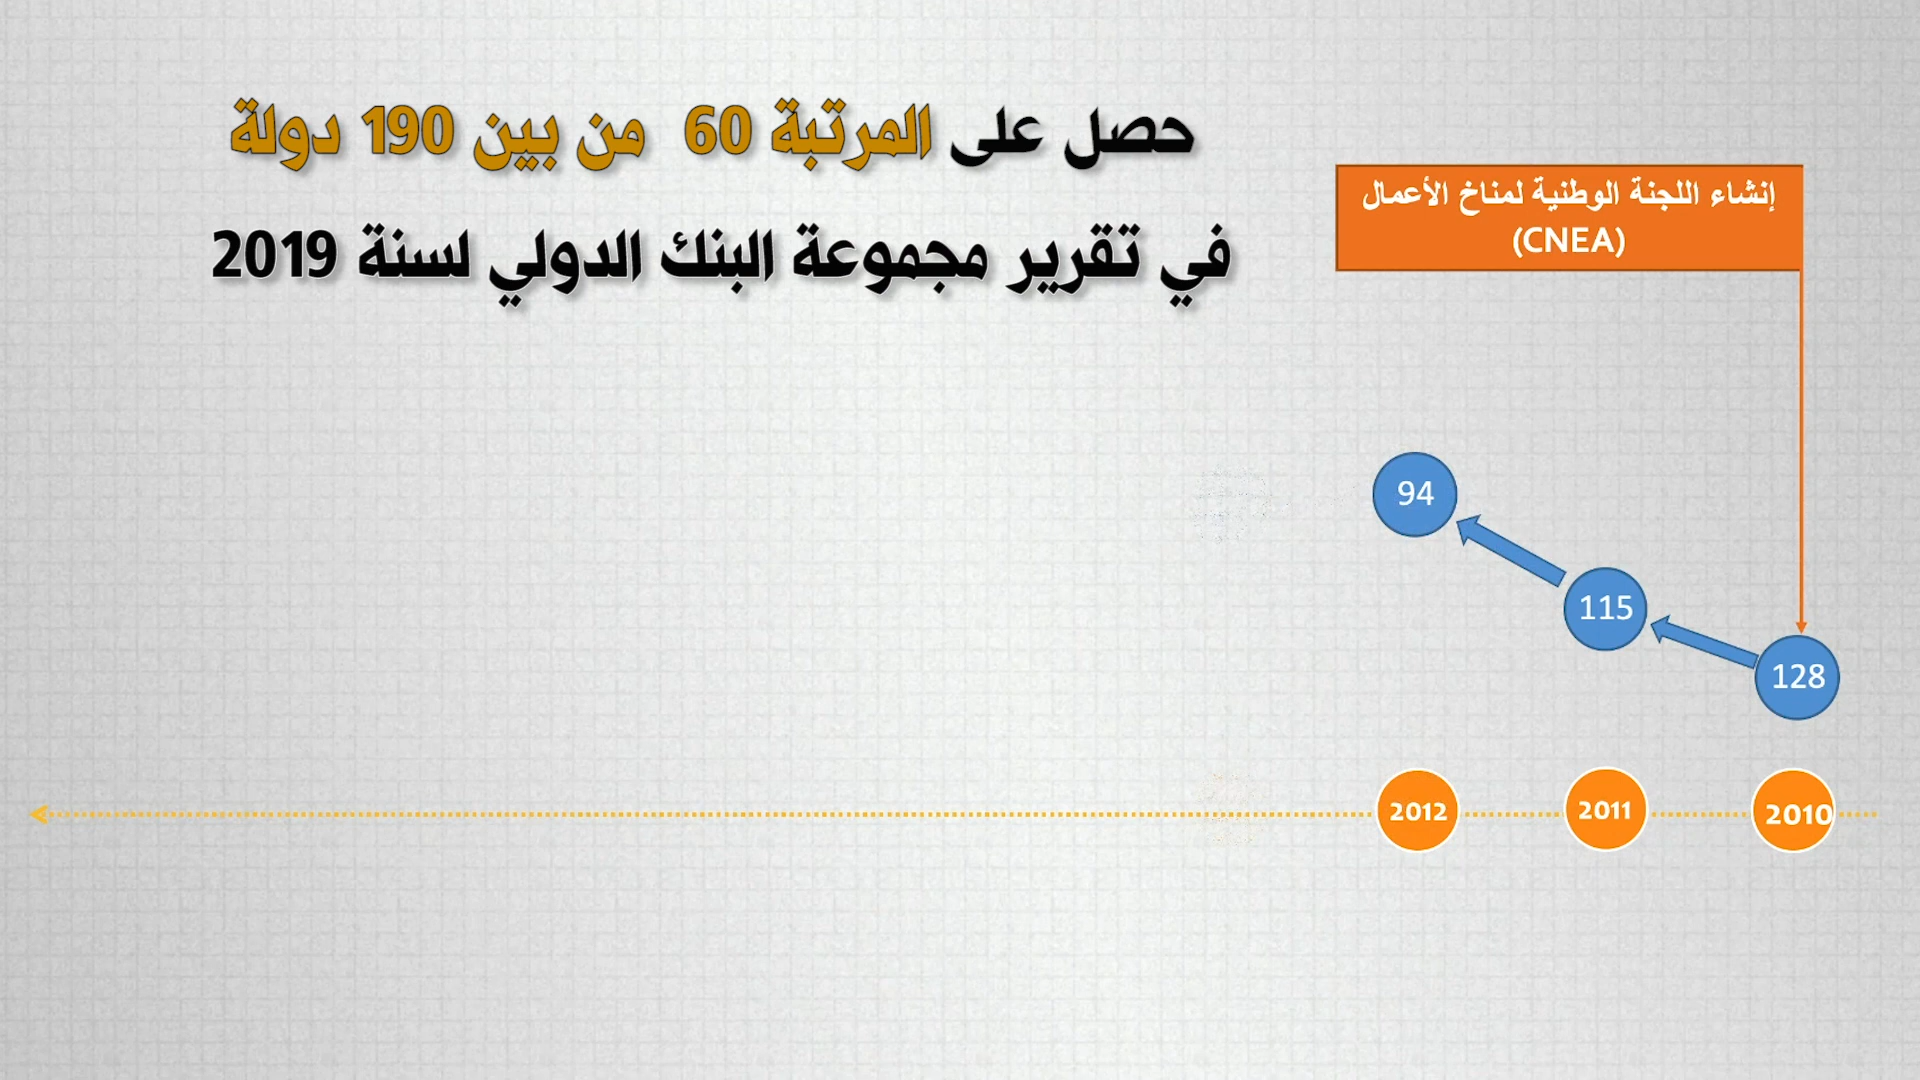 حصل على المرتبة 60 من بين 190 دولة
في تقرير مجموعة البنك الدولي لسنة 2019
إنشاء اللجنة الوطنية لمناخ الأعمال
(CNEA)
94
115
128
2010
2011
2012